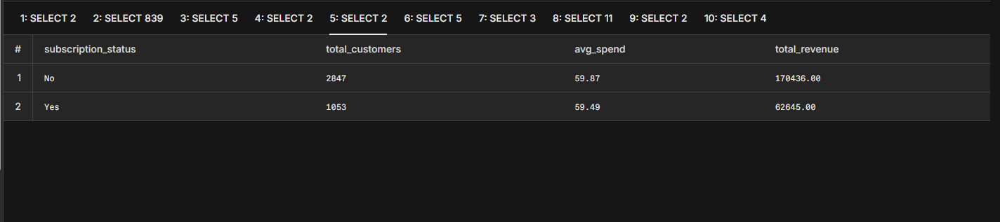 1: SELECT 2 2: SELECT 839 3: SELECT 5 4: SELECT 2 5: SELECT 2 6: SELECT 5 7: SELECT 3 8: SELECT 11 9: SELECT 2 10: SELECT 4
# subscription_status total_customers avg_spend total_revenue
1 No 2847 59.87 170436.00
2 Yes 1053 59.49 62645.00